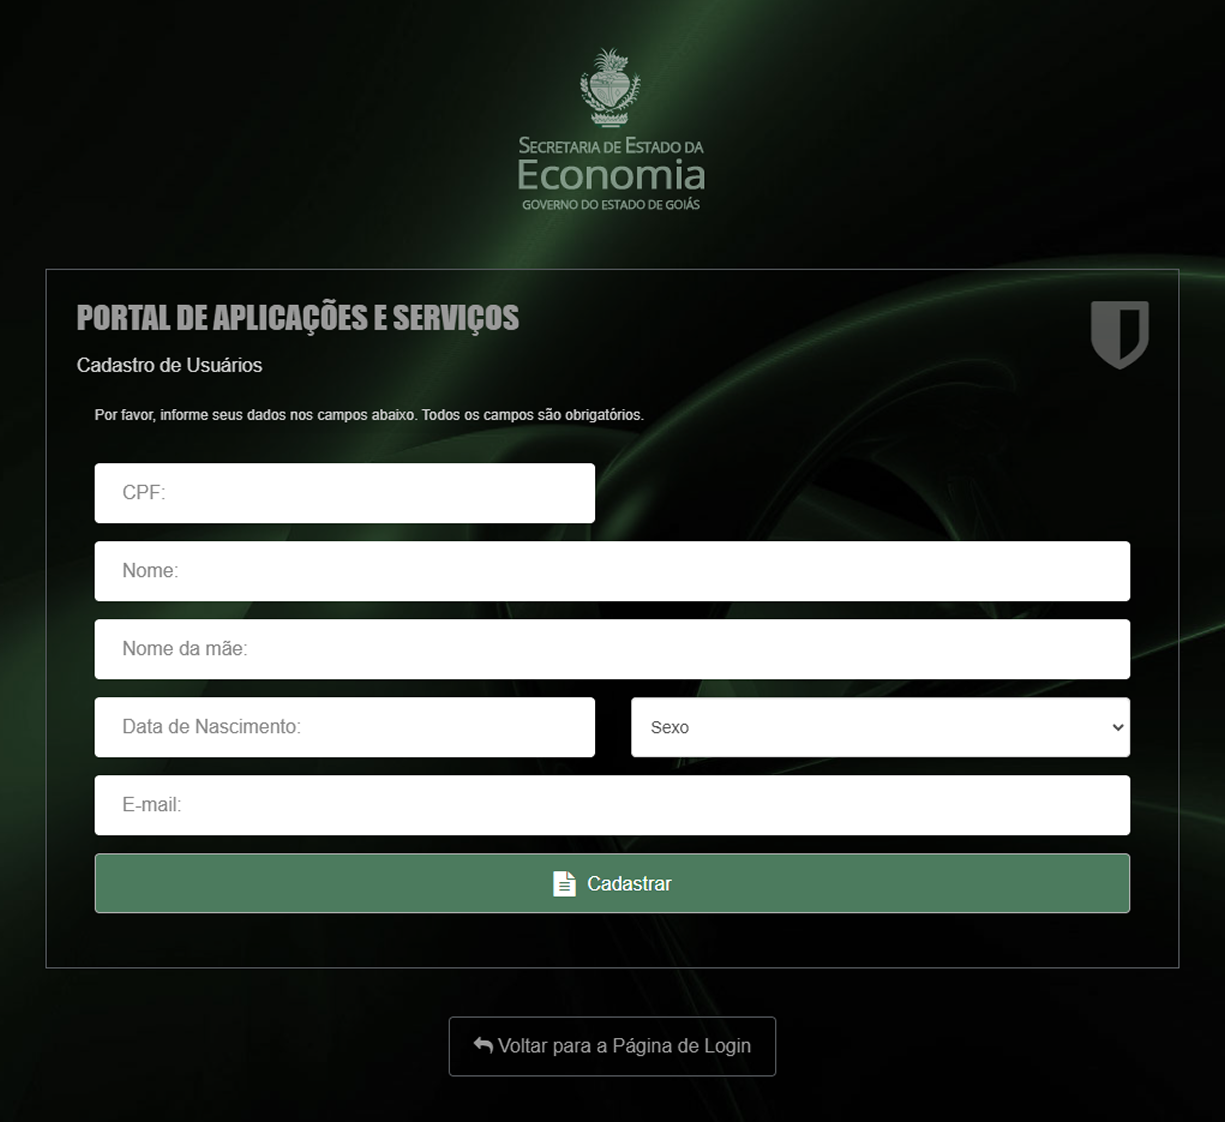 SECRETARIA DE ESTADO DA
Economia
GOVERNO DO ESTADO DE GOIÁS
PORTAL DE APLICAÇÕES E SERVIÇOS
Cadastro de Usuários
Por favor, informe seus dados nos campos abaixo. Todos os campos são obrigatórios.
CPF:
Nome:
Nome da mãe:
Data de Nascimento: Sexo
E-mail:
Cadastrar
Voltar para a Página de Login